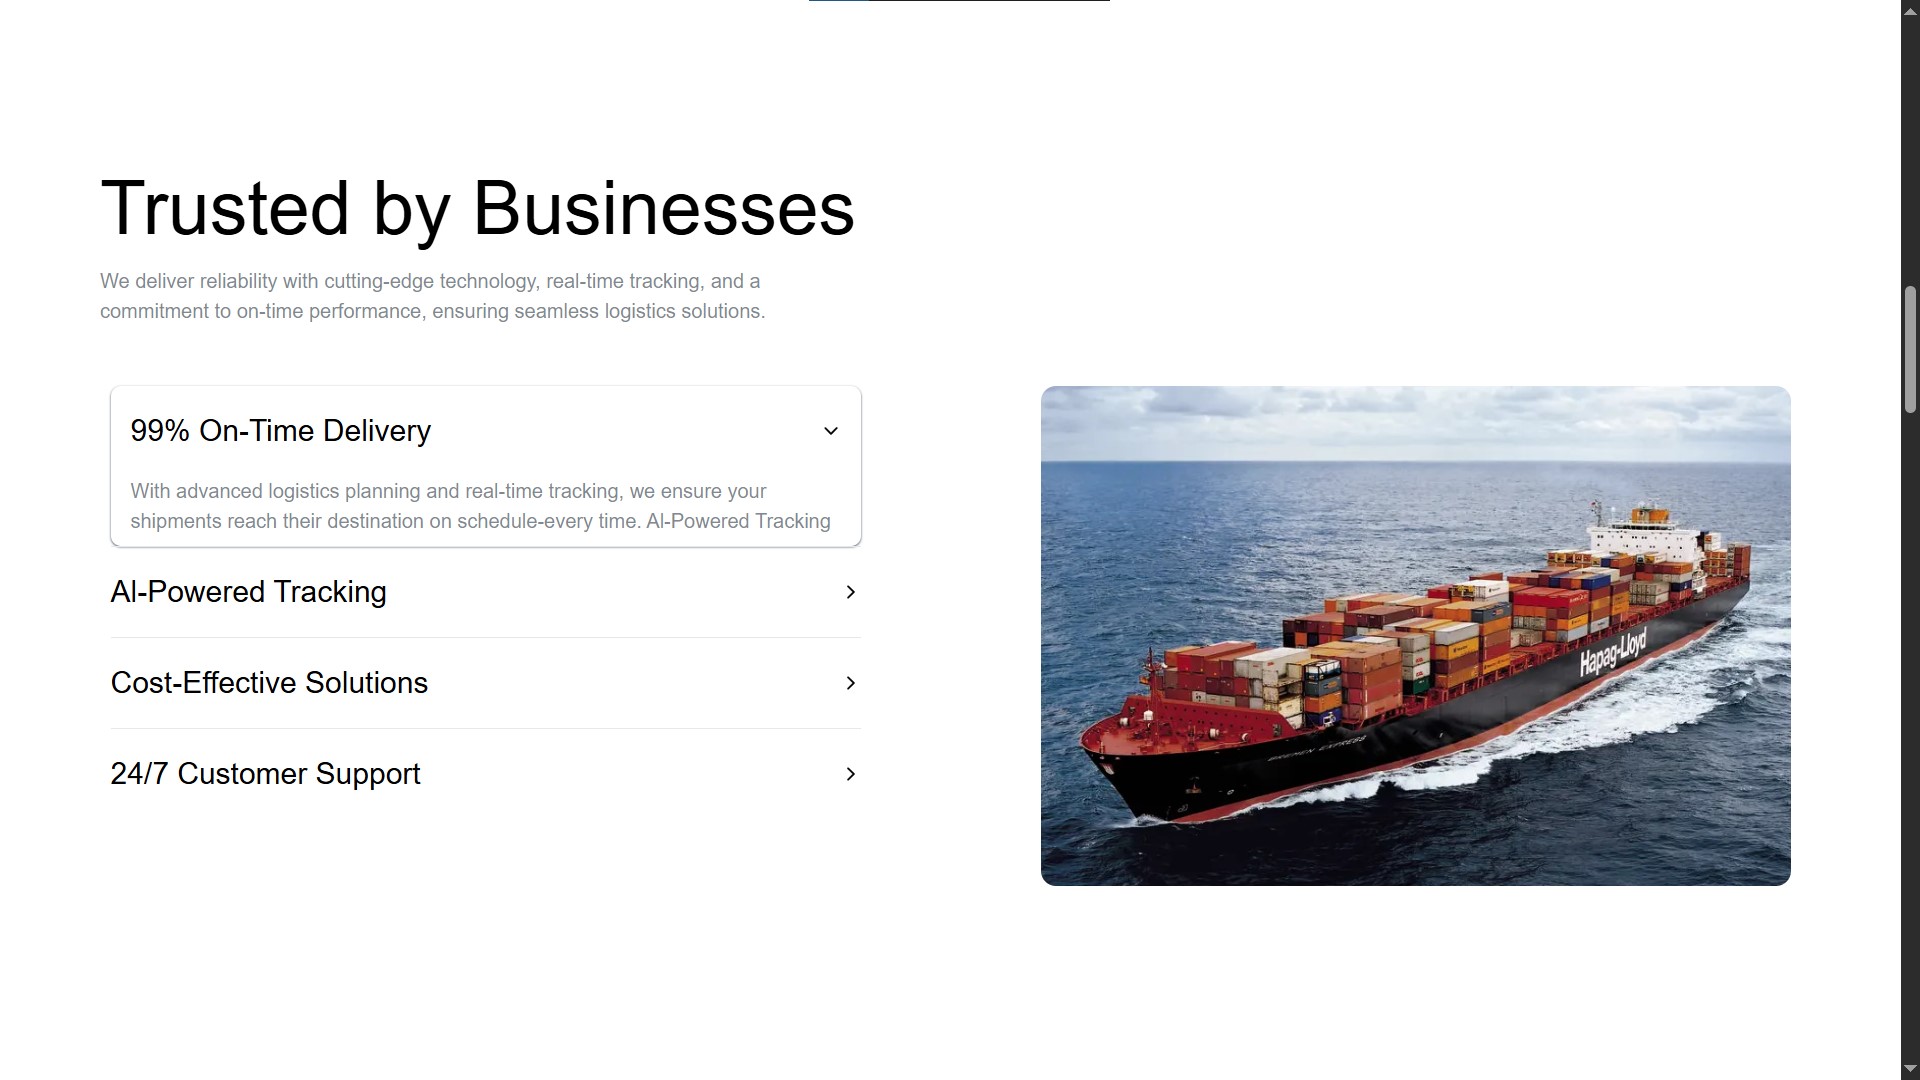 Trusted by Businesses
We deliver reliability with cutting-edge technology, real-time tracking, and a
commitment to on-time performance, ensuring seamless logistics solutions.
99% On-Time Delivery
With advanced logistics planning and real-time tracking, we ensure your
shipments reach their destination on schedule-every time. AI-Powered Tracking
AI-Powered Tracking
Cost-Effective Solutions
24/7 Customer Support
Hapag-Lloyd
BREMEN EXPRESS